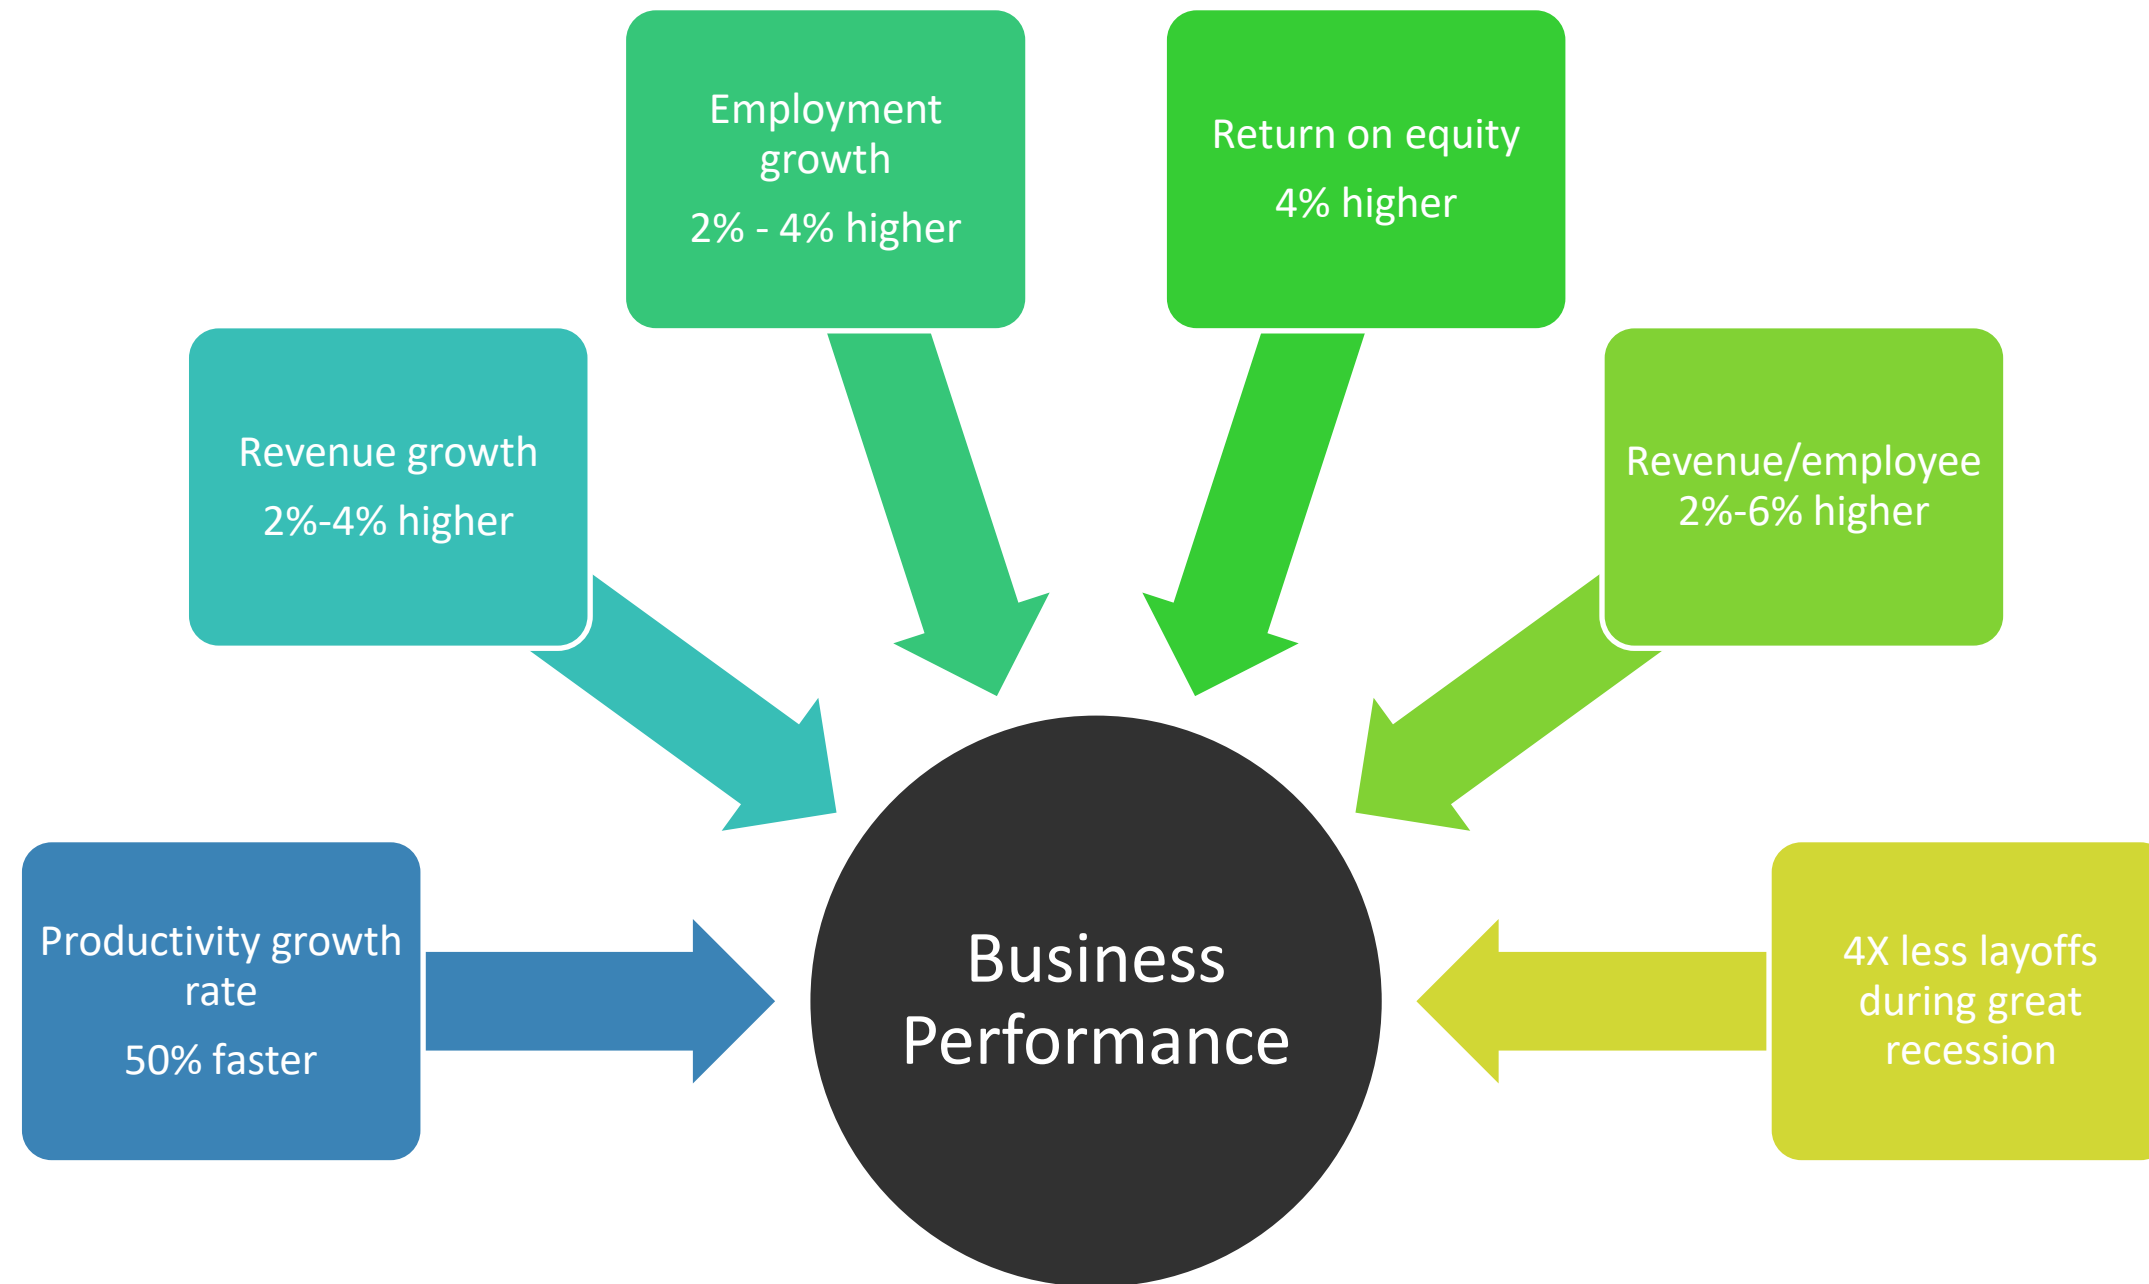 Employment
growth
2% - 4% higher
Return on equity
4% higher
Revenue growth
2%-4% higher
Revenue/employee
2%-6% higher
Productivity growth
rate
50% faster
Business
Performance
4X less layoffs
during great
recession